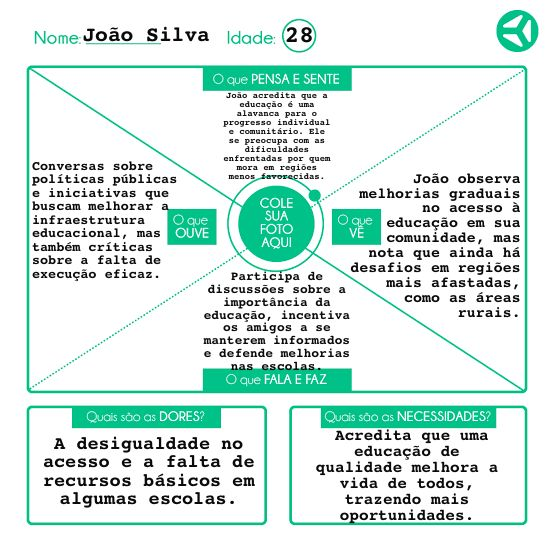 Nome: João Silva Idade: 28
O que PENSA E SENTE
João acredita que a
educação é uma
alavanca para o
progresso individual
e comunitário. Ele
se preocupa com as
dificuldades
enfrentadas por quem
mora em regiões
menos favorecidas.
Conversas sobre
políticas públicas
e iniciativas que
buscam melhorar a
infraestrutura
educacional, mas
também críticas
sobre a falta de
execução eficaz.
O que
OUVE
COLE
SUA
FOTO
AQUI
O que
VÊ
João observa
melhorias graduais
no acesso à
educação em sua
comunidade, mas
nota que ainda há
desafios em regiões
mais afastadas,
como as áreas
rurais.
Participa de
discussões sobre a
importância da
educação, incentiva
os amigos a se
manterem informados
e defende melhorias
nas escolas.
O que FALA E FAZ
Quais são as DORES?
A desigualdade no
acesso e a falta de
recursos básicos em
algumas escolas.
Quais são as NECESSIDADES?
Acredita que uma
educação de
qualidade melhora a
vida de todos,
trazendo mais
oportunidades.